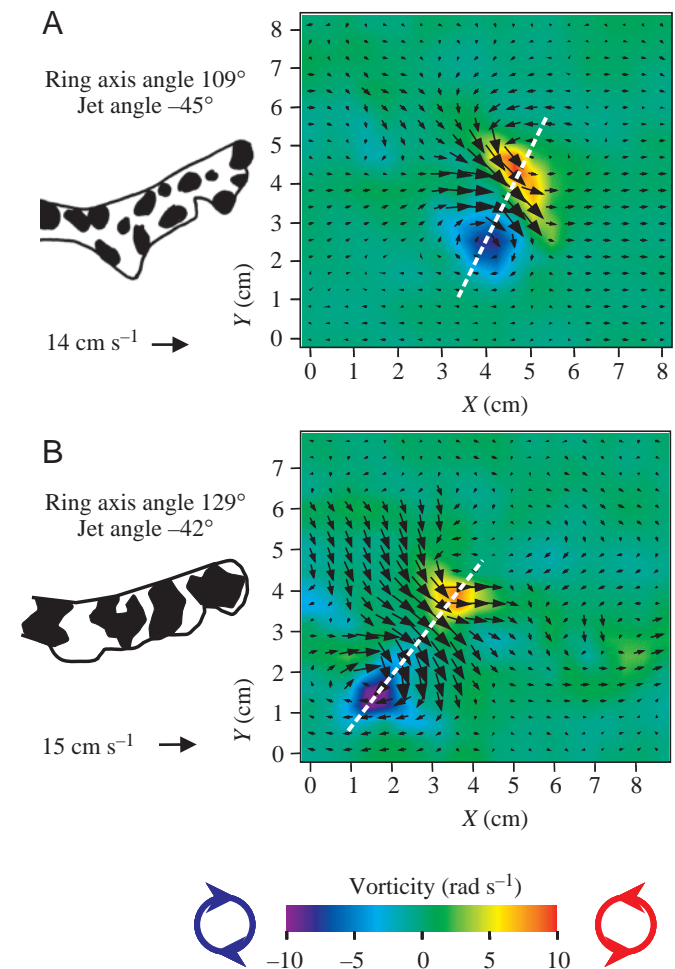 A
Ring axis angle 109°
Jet angle –45°
14 cm s–1
8
7
6
5
4
3
2
1
0
Y (cm)
0 1 2 3 4 5 6 7 8
X (cm)
B
Ring axis angle 129°
Jet angle –42°
15 cm s–1
7
6
5
4
3
2
1
0
Y (cm)
0 1 2 3 4 5 6 7 8
X (cm)
Vorticity (rad s–1)
–10 –5 0 5 10